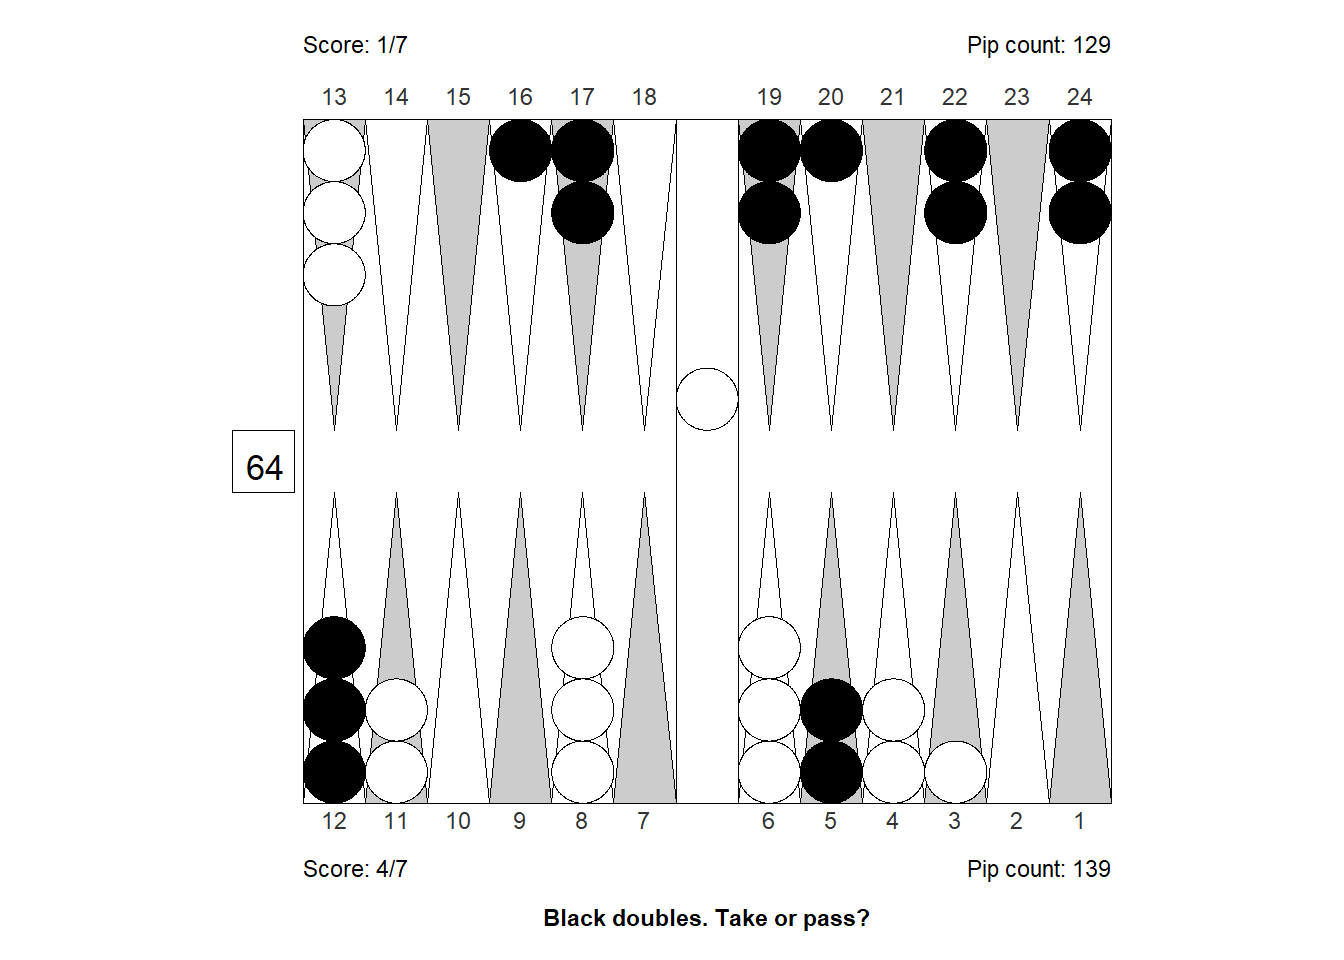 Score: 1/7 Pip count: 129
13 14 15 16 17 18 19 20 21 22 23 24
64
12 11 10 9 8 7 6 5 4 3 2 1
Score: 4/7 Pip count: 139
Black doubles. Take or pass?